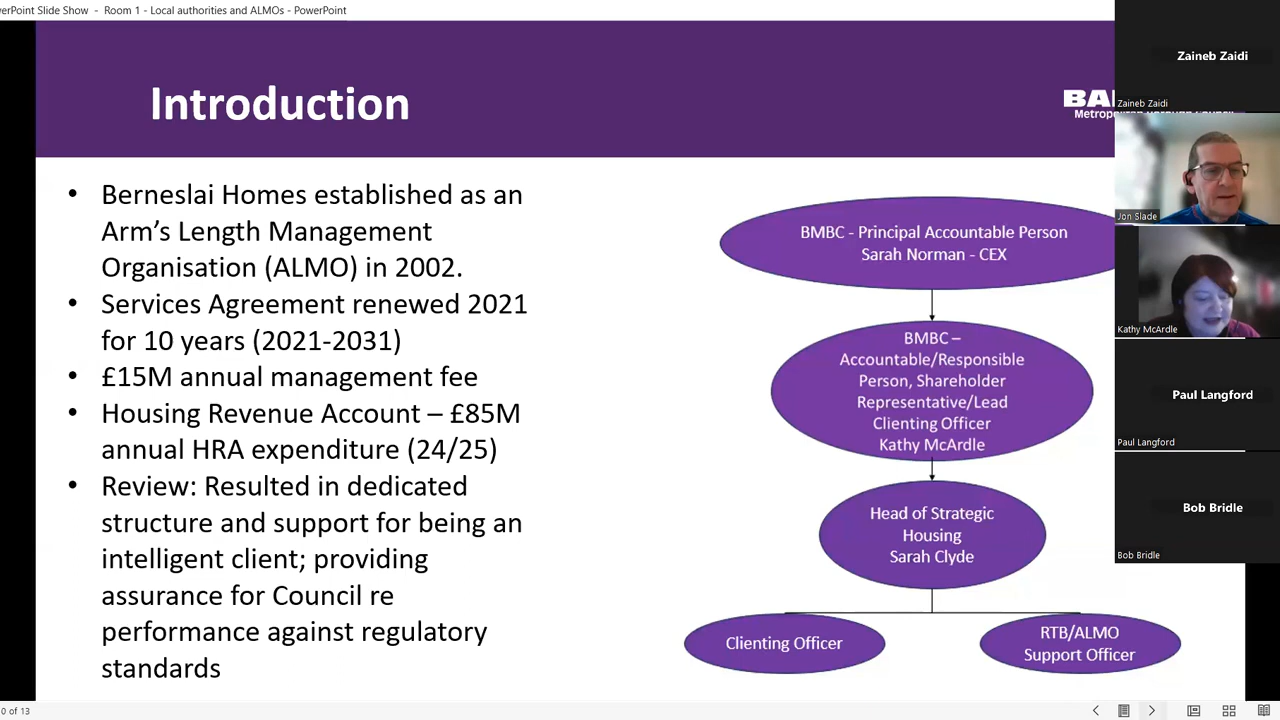 PowerPoint Slide Show - Room 1 - Local authorities and ALMOs - PowerPoint
Introduction
Metropolitan Borough Council
• Berneslai Homes established as an
Arm’s Length Management
Organisation (ALMO) in 2002.
• Services Agreement renewed 2021
for 10 years (2021-2031)
• £15M annual management fee
• Housing Revenue Account – £85M
annual HRA expenditure (24/25)
• Review: Resulted in dedicated
structure and support for being an
intelligent client; providing
assurance for Council re
performance against regulatory
standards
BMBC - Principal Accountable Person
Sarah Norman - CEX
BMBC –
Accountable/Responsible
Person, Shareholder
Representative/Lead
Clienting Officer
Kathy McArdle
Head of Strategic
Housing
Sarah Clyde
Clienting Officer
RTB/ALMO
Support Officer
Zaineb Zaidi
Zaineb Zaidi
Jon Slade
Kathy McArdle
Paul Langford
Paul Langford
Bob Bridle
Bob Bridle
0 of 13